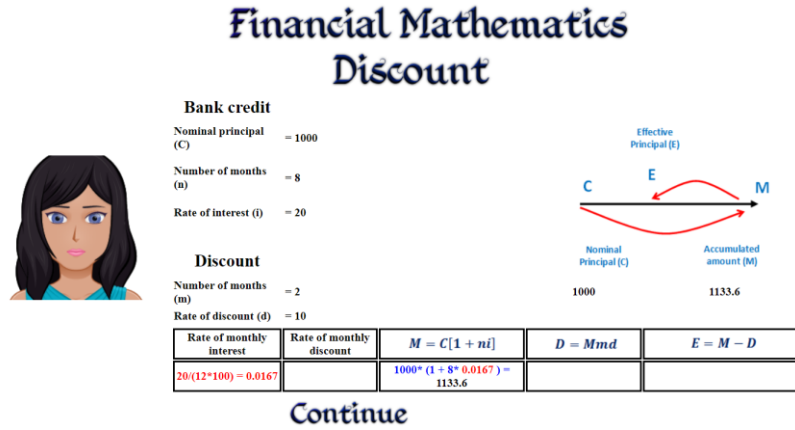 Financial Mathematics
Discount
Bank credit
Nominal principal
(C)
= 1000
Number of months
(n)
= 8
Rate of interest (i)
= 20
Effective
Principal (E)
E
C
M
Nominal
Principal (C)
Accumulated
amount (M)
1000
1133.6
Discount
Number of months
(m)
= 2
Rate of discount (d)
= 10
Rate of monthly
interest
Rate of monthly
discount
M = C[1 + ni]
D = Mmd
E = M − D
20/(12*100) = 0.0167
1000* (1 + 8* 0.0167 ) =
1133.6
Continue